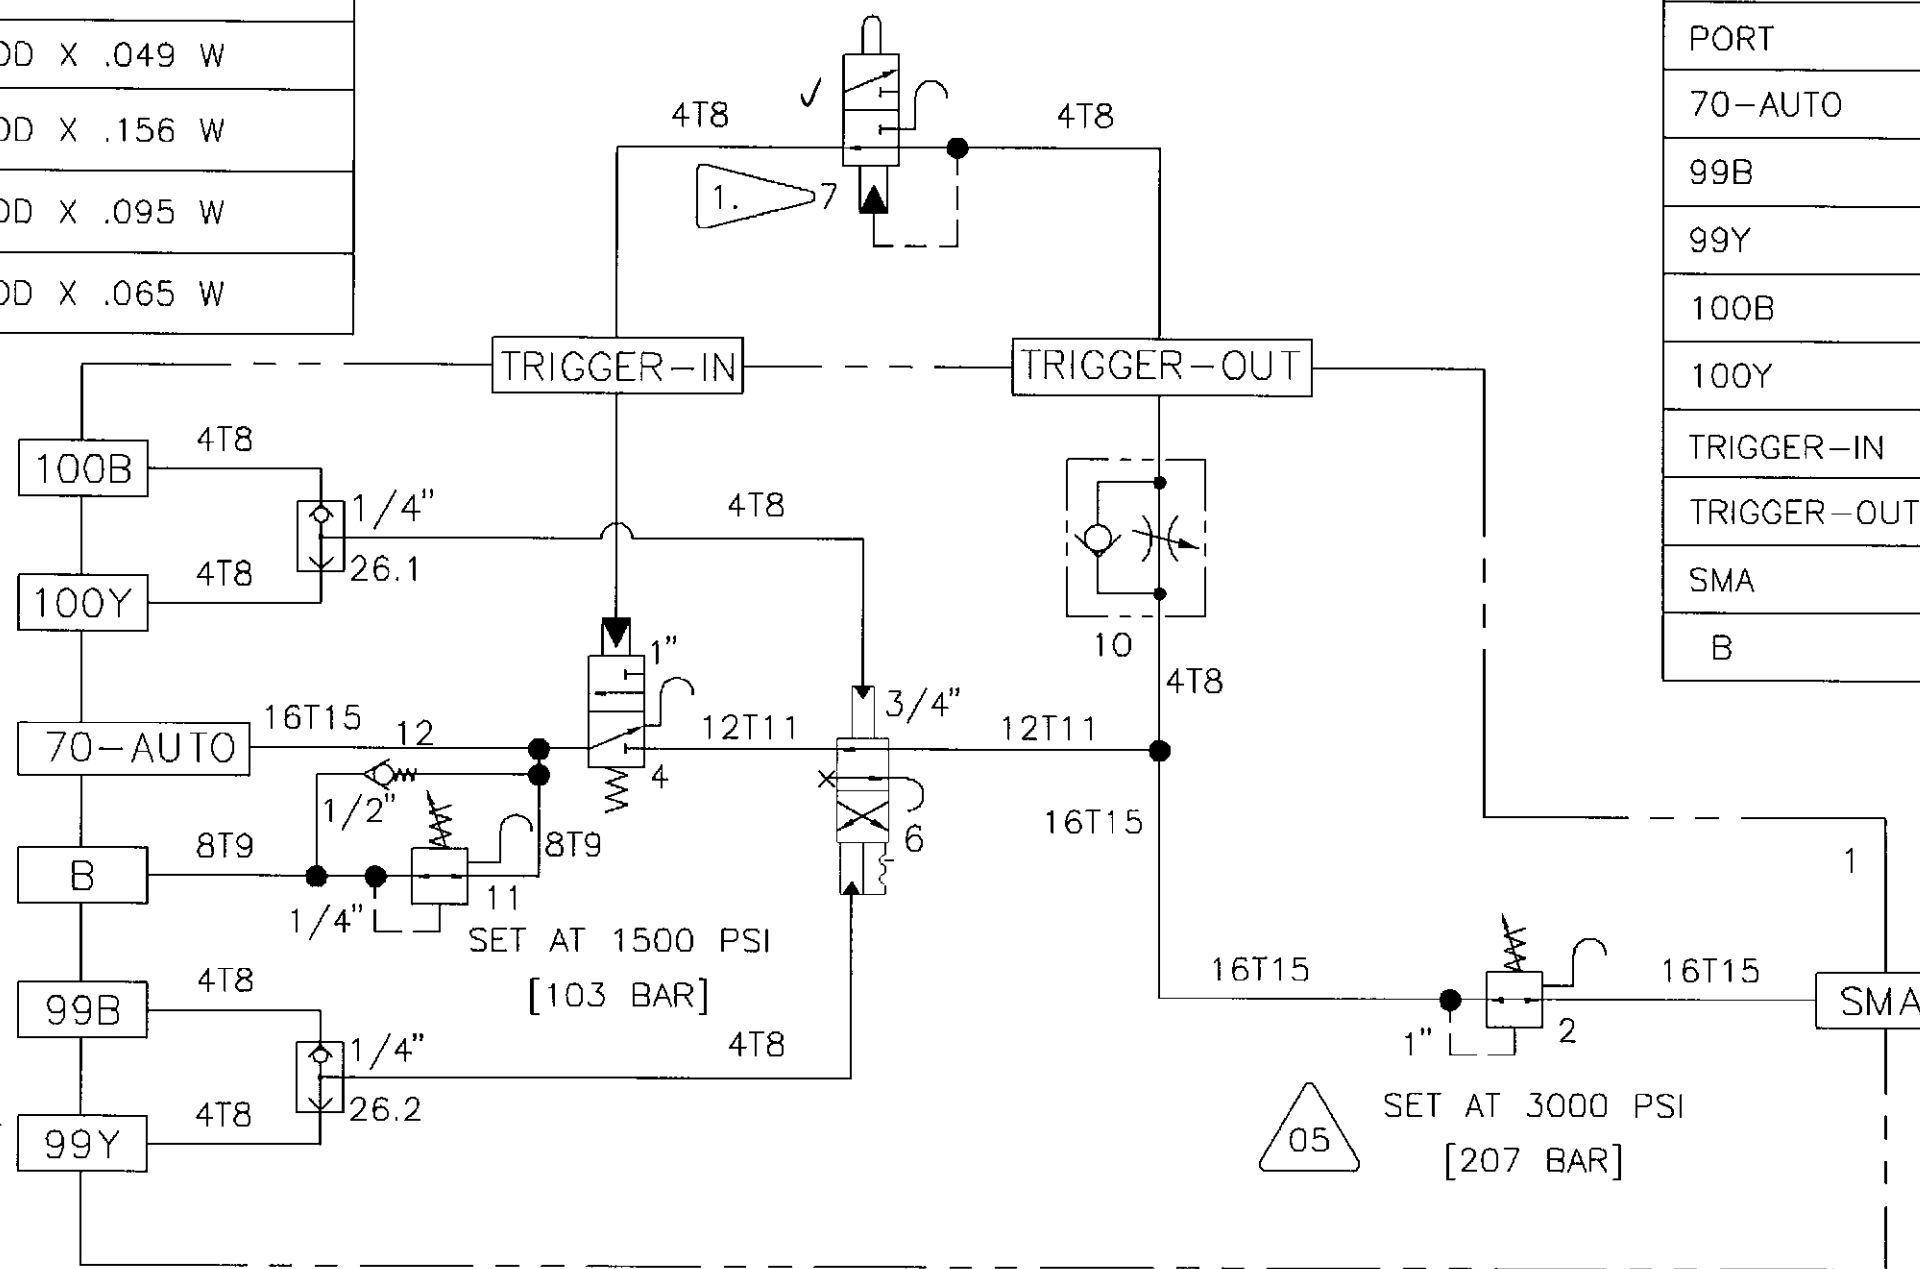 OD X .049 W
OD X .156 W
OD X .095 W
OD X .065 W
PORT
70-AUTO
99B
99Y
100B
100Y
TRIGGER-IN
TRIGGER-OUT
SMA
B
4T8
4T8
1.
7
TRIGGER-IN
TRIGGER-OUT
100B
4T8
1/4"
4T8
26.1
100Y
4T8
10
4T8
1"
3/4"
70-AUTO
16T15
12
4
12T11
12T11
1/2"
16T15
6
B
8T9
8T9
11
1/4"
1
SET AT 1500 PSI
[103 BAR]
99B
4T8
1/4"
4T8
26.2
99Y
4T8
16T15
16T15
SMA
1"
2
05
SET AT 3000 PSI
[207 BAR]